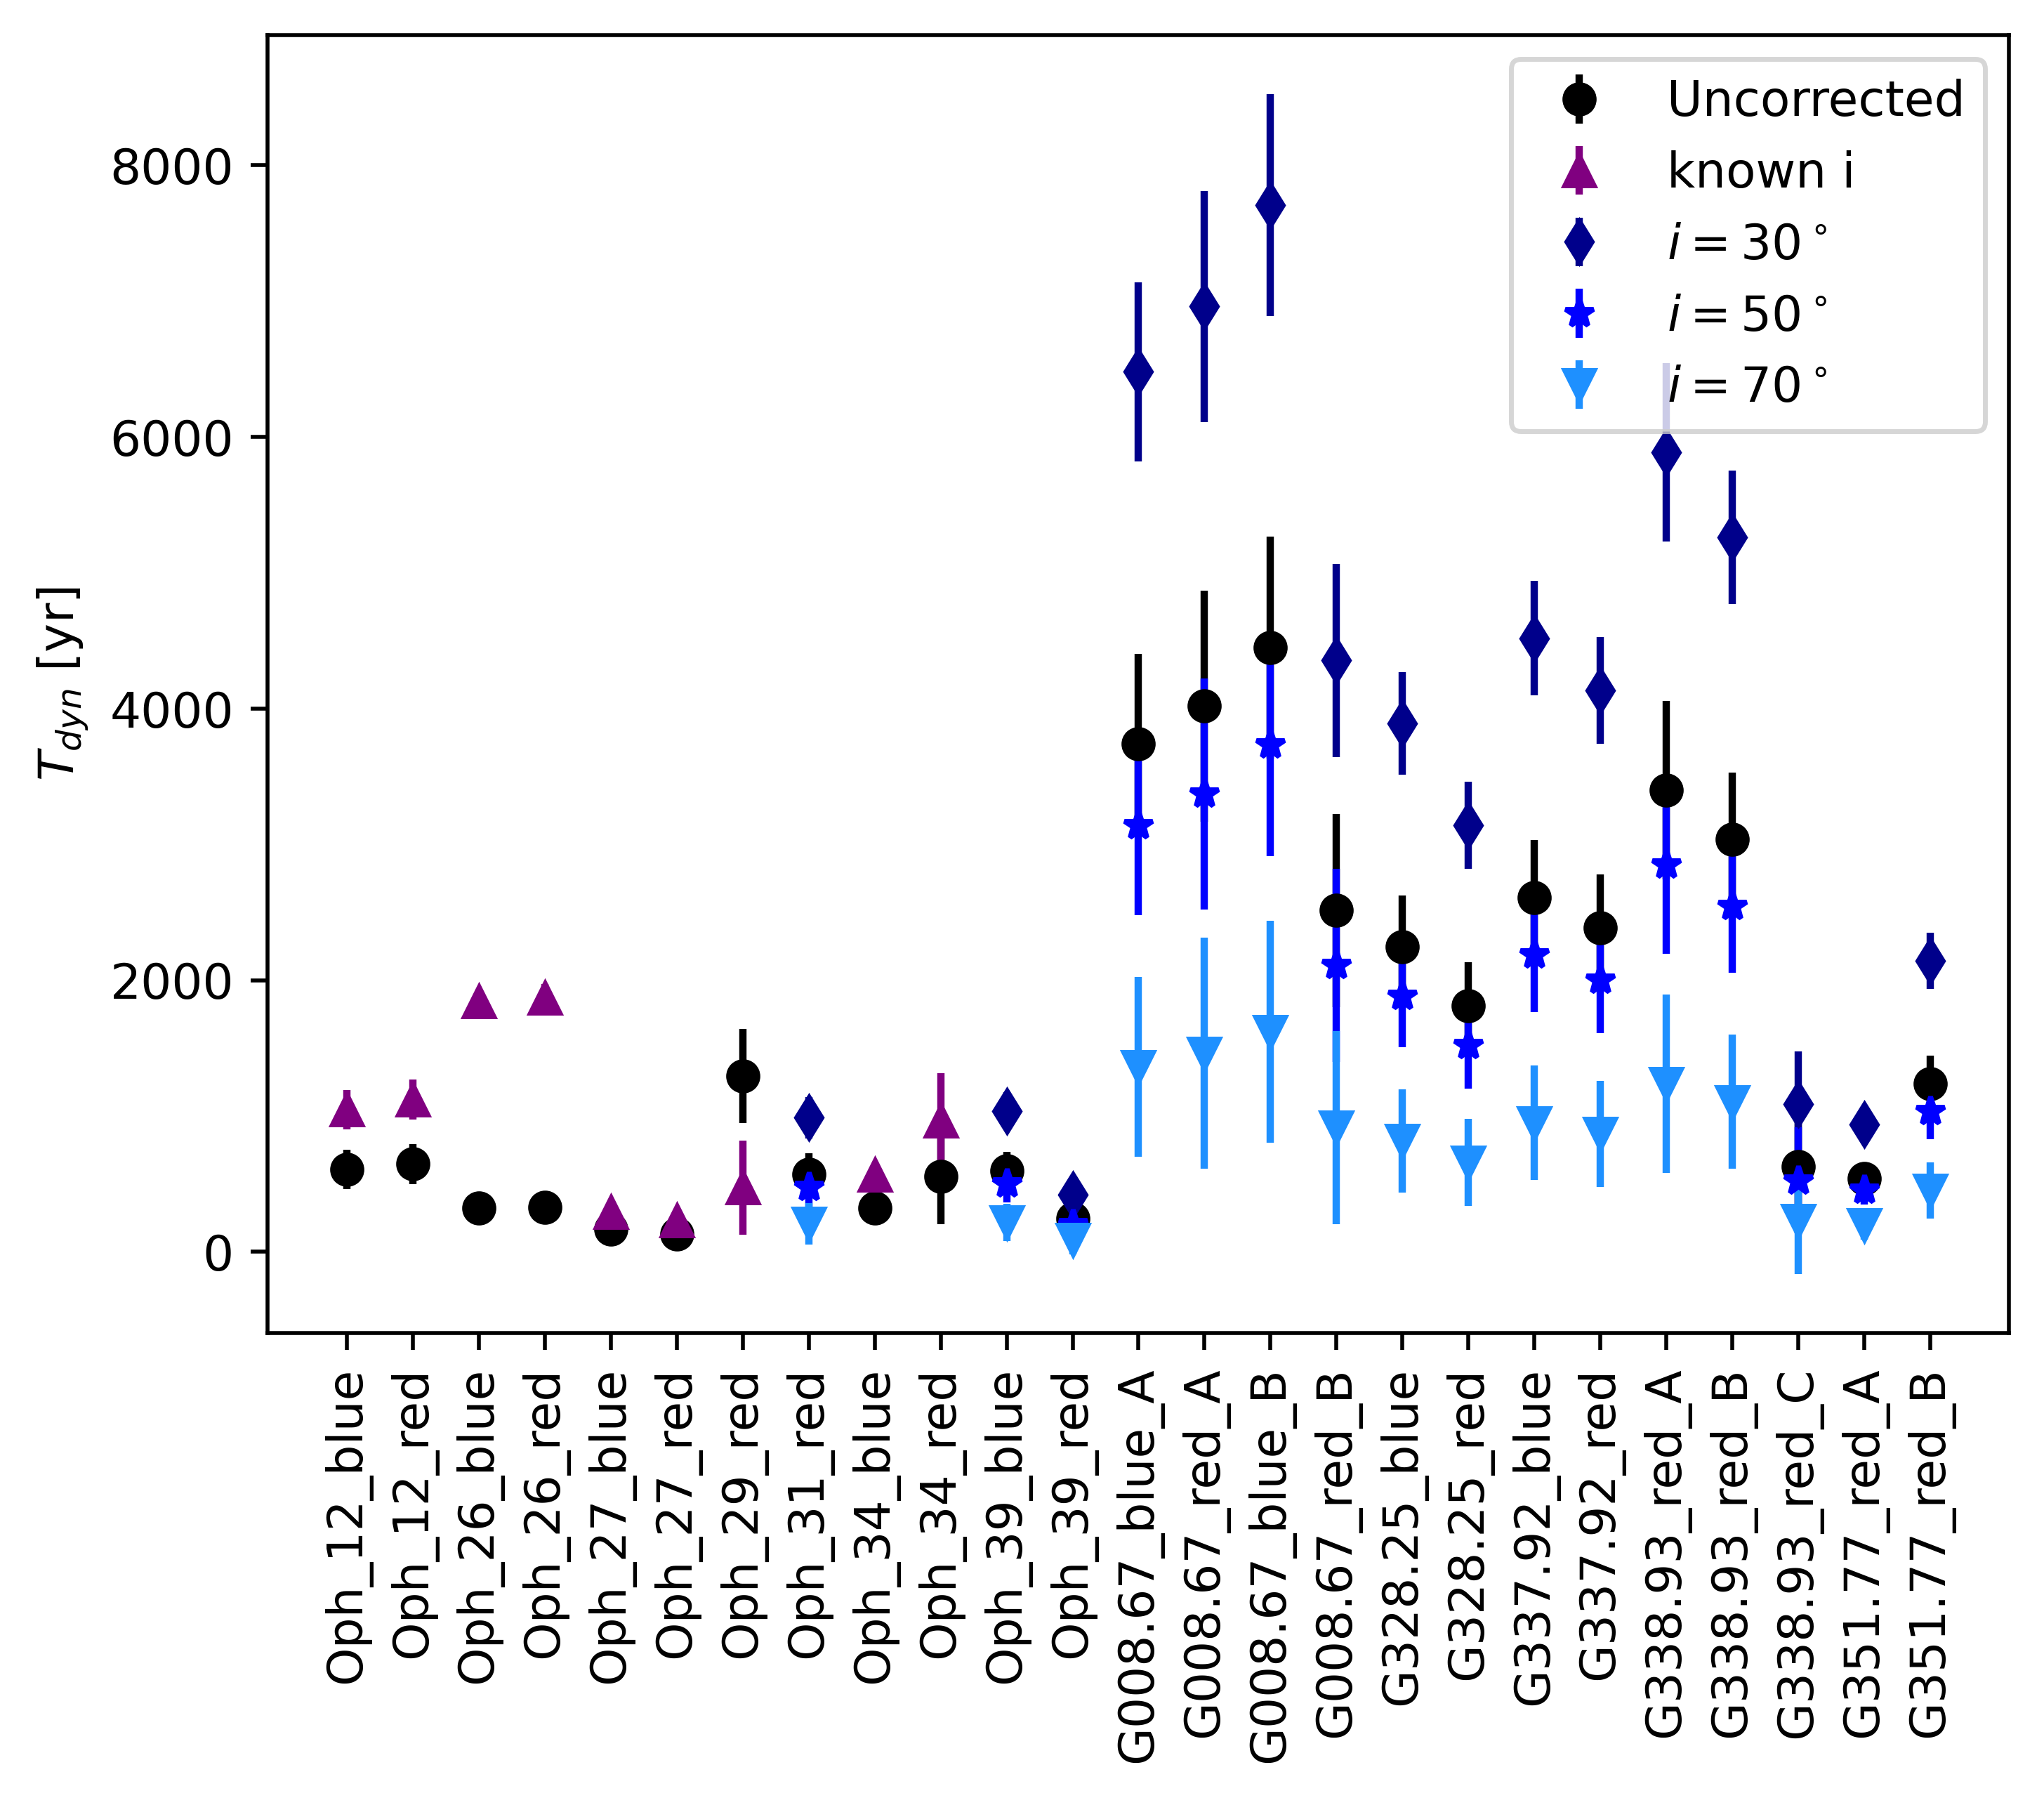 Uncorrected
known i
i = 30°
i = 50°
i = 70°
8000
6000
4000
2000
0
T_dyn [yr]
Oph_12_blue
Oph_12_red
Oph_26_blue
Oph_26_red
Oph_27_blue
Oph_27_red
Oph_29_red
Oph_31_red
Oph_34_blue
Oph_34_red
Oph_39_blue
Oph_39_red
G008.67_blue_A
G008.67_red_A
G008.67_blue_B
G008.67_red_B
G328.25_blue
G328.25_red
G337.92_blue
G337.92_red
G338.93_red_A
G338.93_red_B
G338.93_red_C
G351.77_red_A
G351.77_red_B